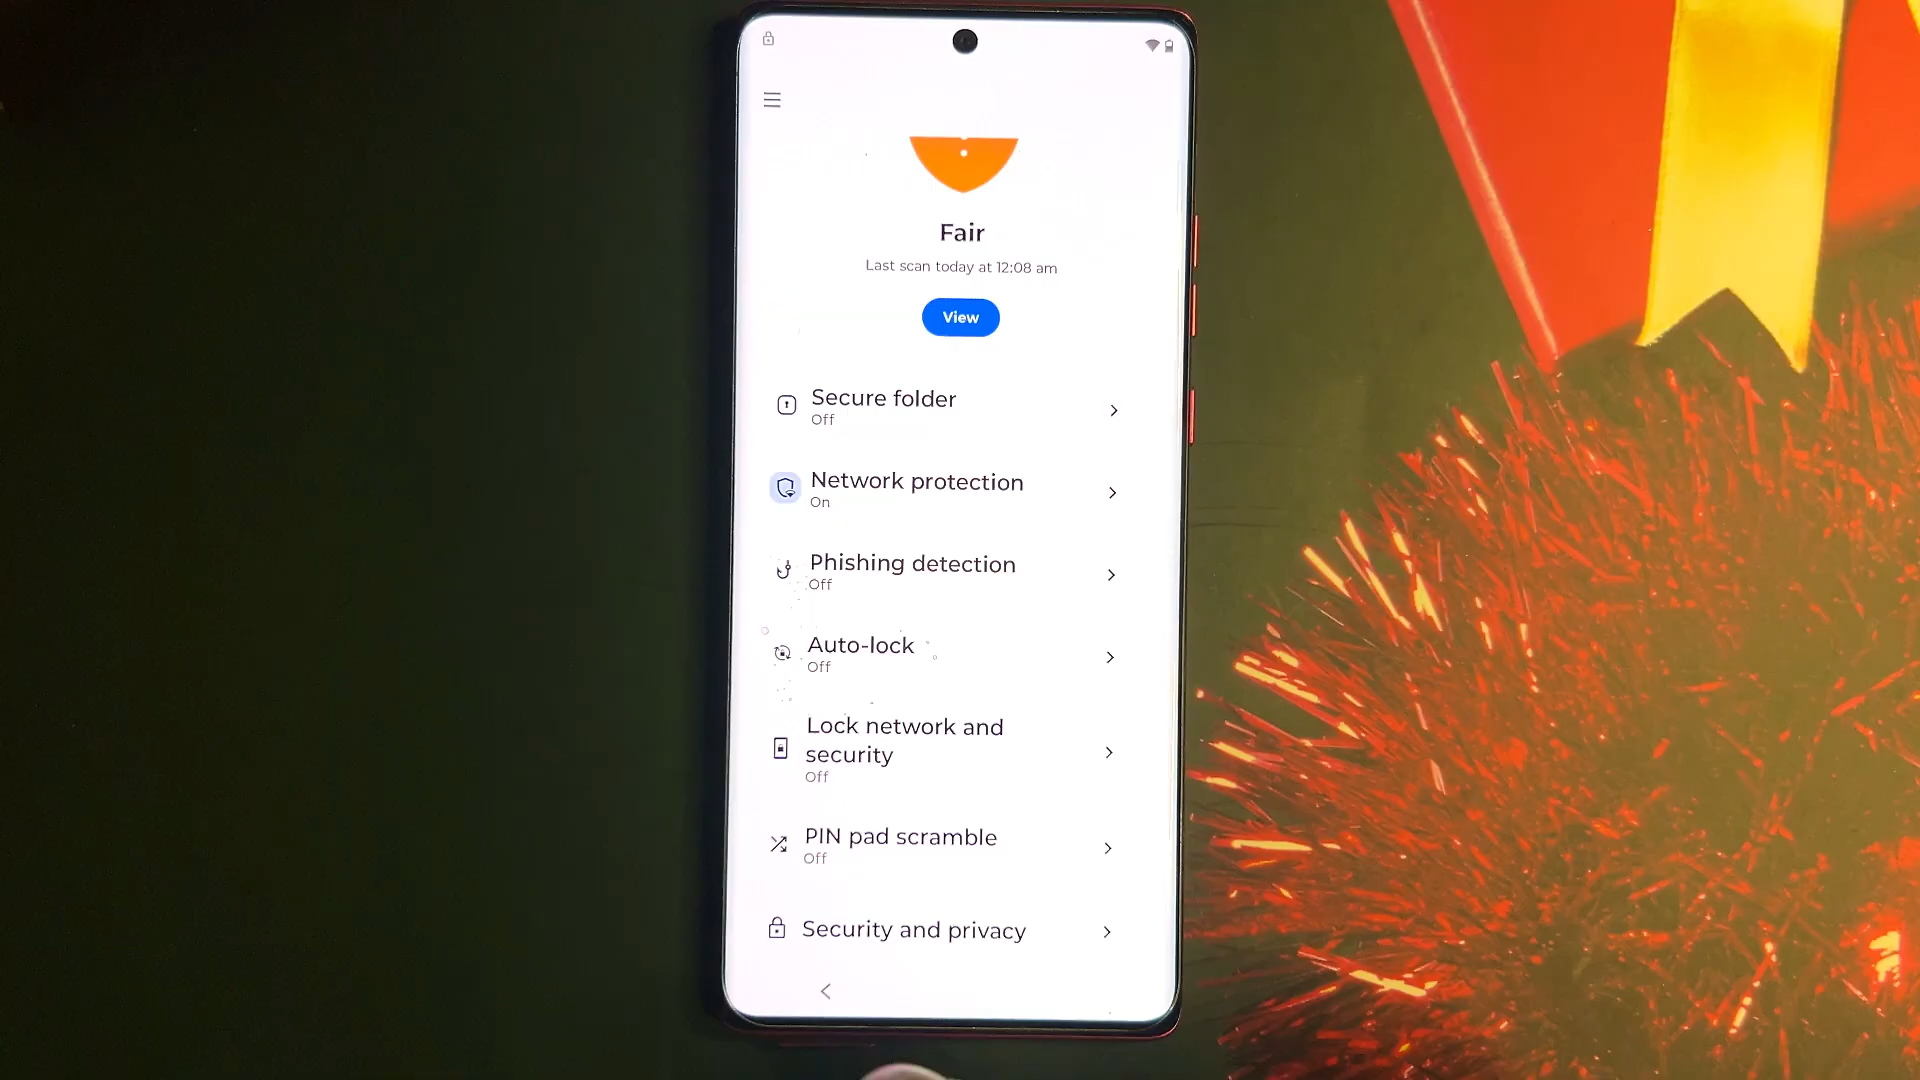 Fair
Last scan today at 12:08 am
View
Secure folder
Off
Network protection
On
Phishing detection
Off
Auto-lock
Off
Lock network and
security
Off
PIN pad scramble
Off
Security and privacy